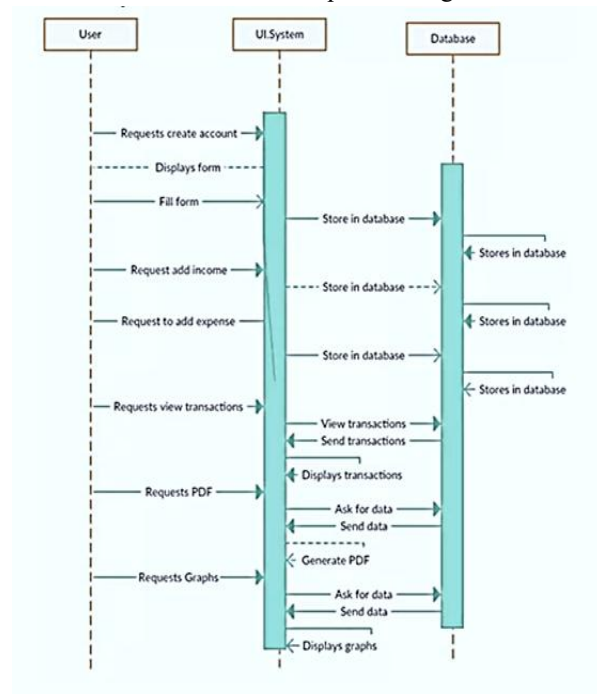 User
UI.System
Database
Requests create account
Displays form
Fill form
Store in database
Stores in database
Request add income
Store in database
Request to add expense
Stores in database
Store in database
Stores in database
Requests view transactions
View transactions
Send transactions
Displays transactions
Requests PDF
Ask for data
Send data
Generate PDF
Requests Graphs
Ask for data
Send data
Displays graphs